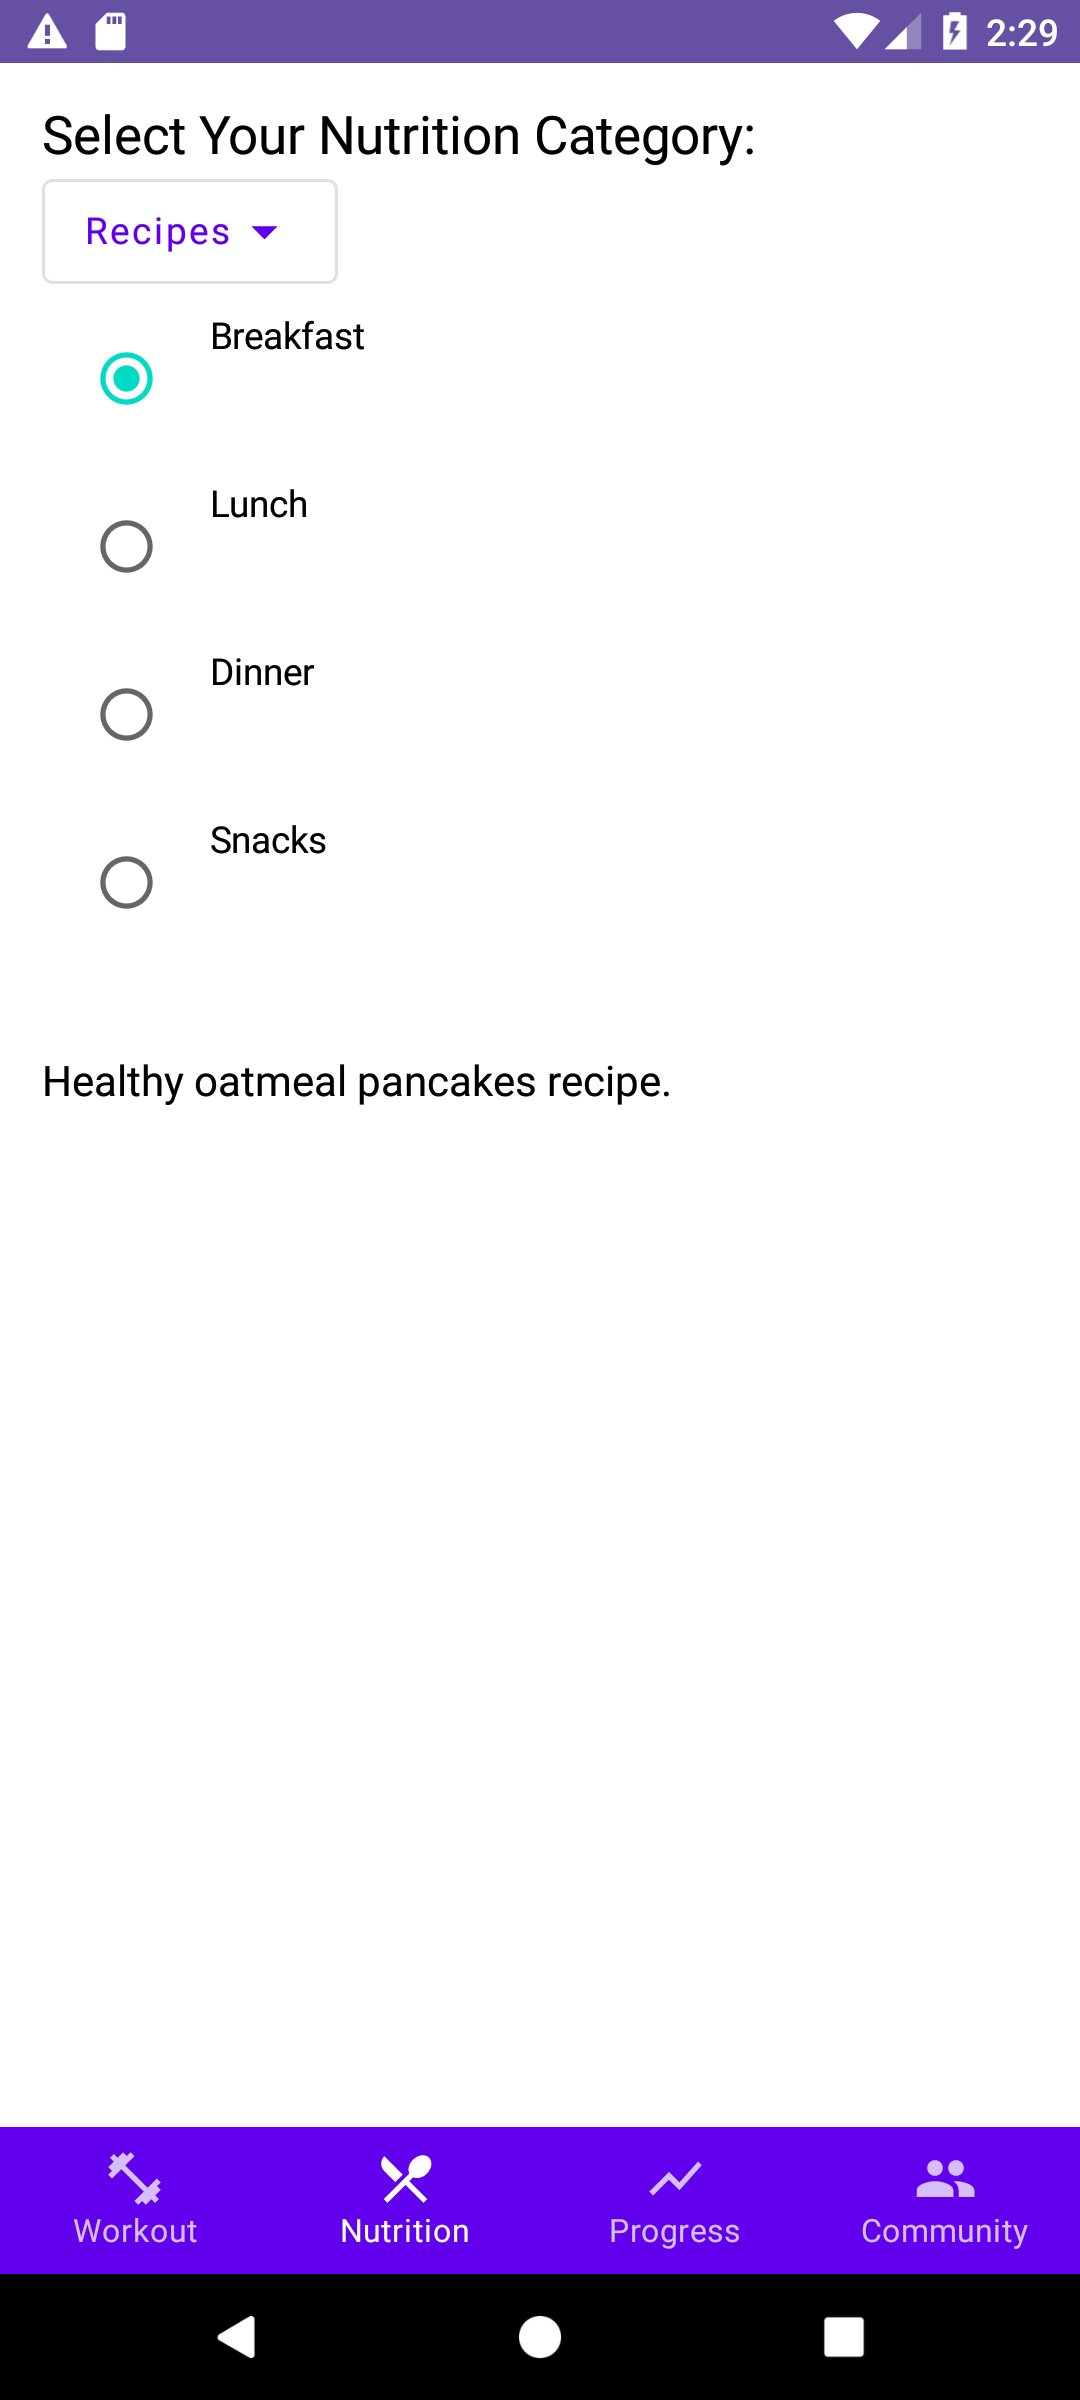 2:29
Select Your Nutrition Category:
Recipes
Breakfast
Lunch
Dinner
Snacks
Healthy oatmeal pancakes recipe.
Workout Nutrition Progress Community